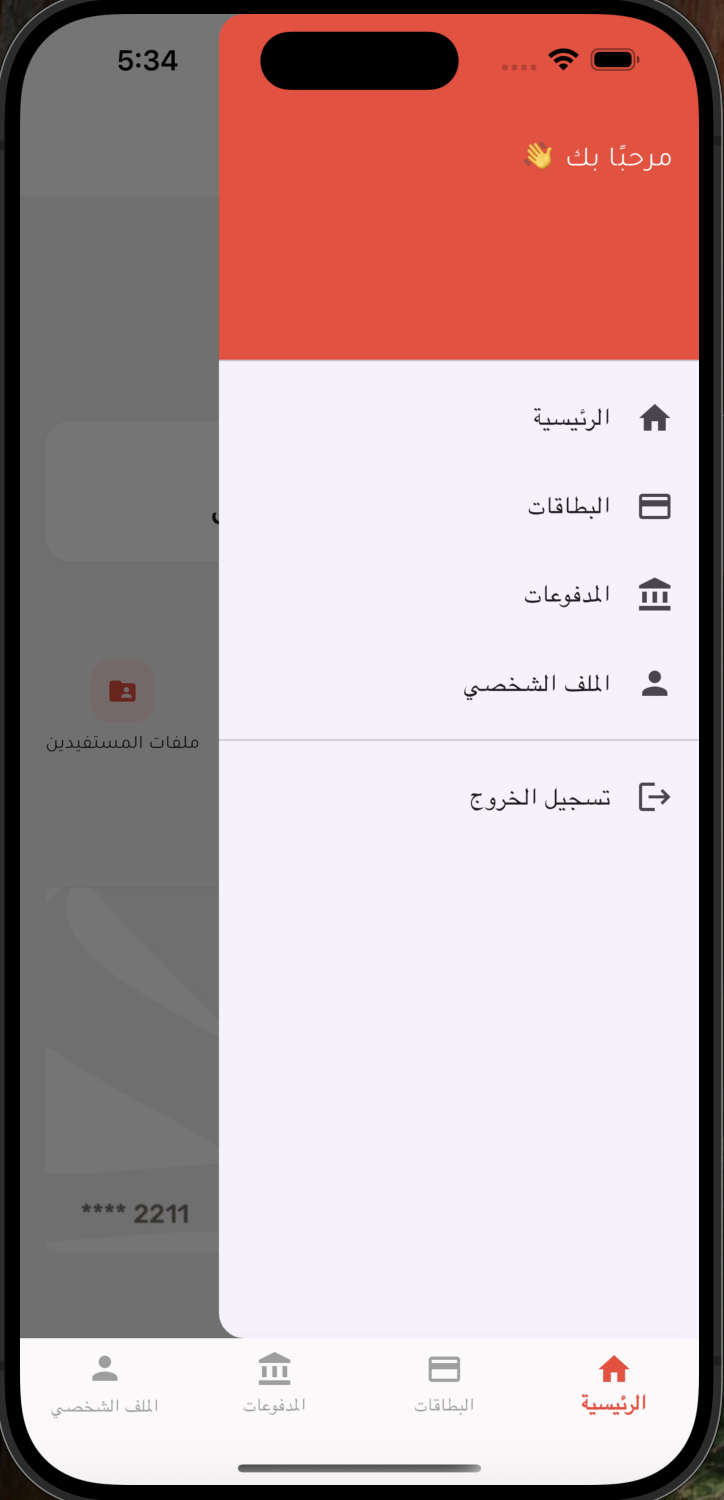 5:34
مرحبًا بك 👋
الرئيسية
البطاقات
المدفوعات
الملف الشخصي
ملفات المستفيدين
تسجيل الخروج
**** 2211
الرئيسية
البطاقات
المدفوعات
الملف الشخصي